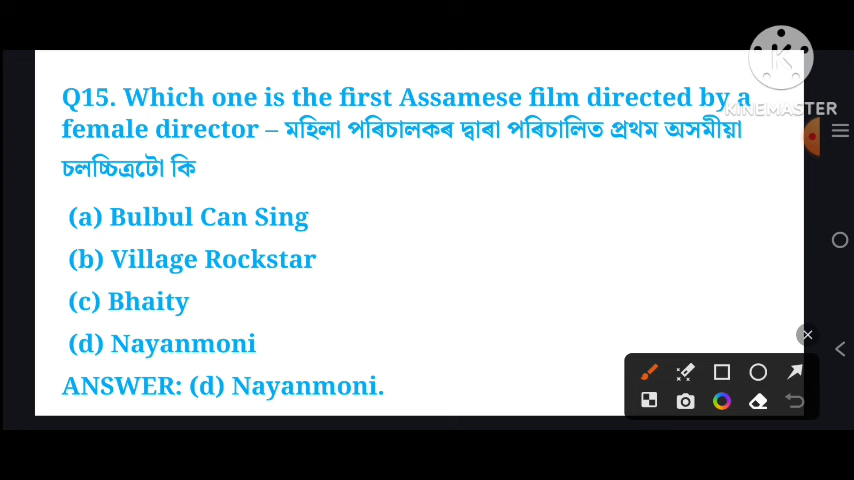 Q15. Which one is the first Assamese film directed by a
female director – মহিলা পৰিচালকৰ দ্বাৰা পৰিচালিত প্ৰথম অসমীয়া
চলচ্চিত্ৰটো কি
(a) Bulbul Can Sing
(b) Village Rockstar
(c) Bhaity
(d) Nayanmoni
ANSWER: (d) Nayanmoni.
K
KINEMASTER